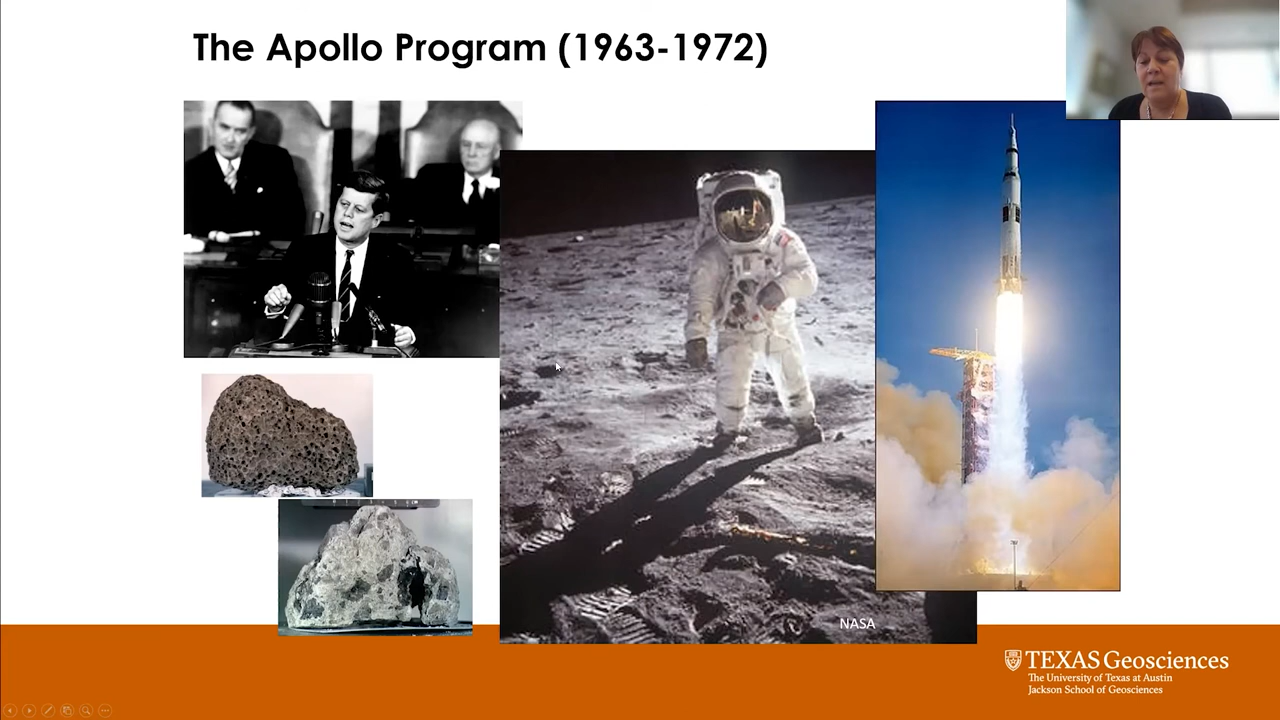 The Apollo Program (1963-1972)
NASA
TEXAS Geosciences
The University of Texas at Austin
Jackson School of Geosciences